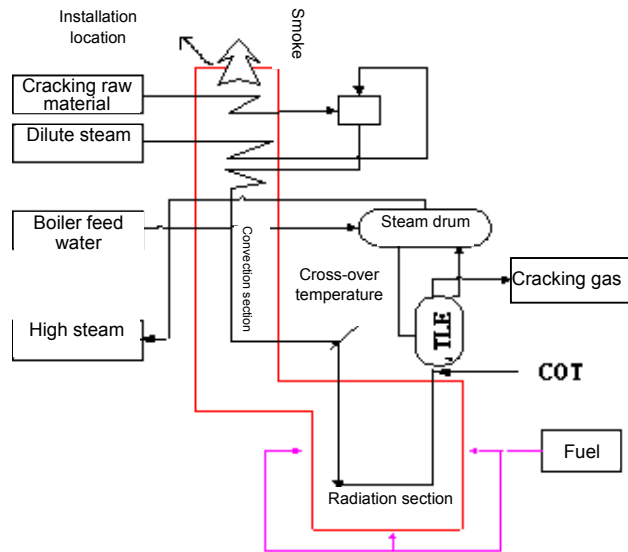 Installation
location
Smoke
Cracking raw
material
Dilute steam
Boiler feed
water
Steam drum
Convection section
Cross-over
temperature
Cracking gas
High steam
TLE
COT
Fuel
Radiation section